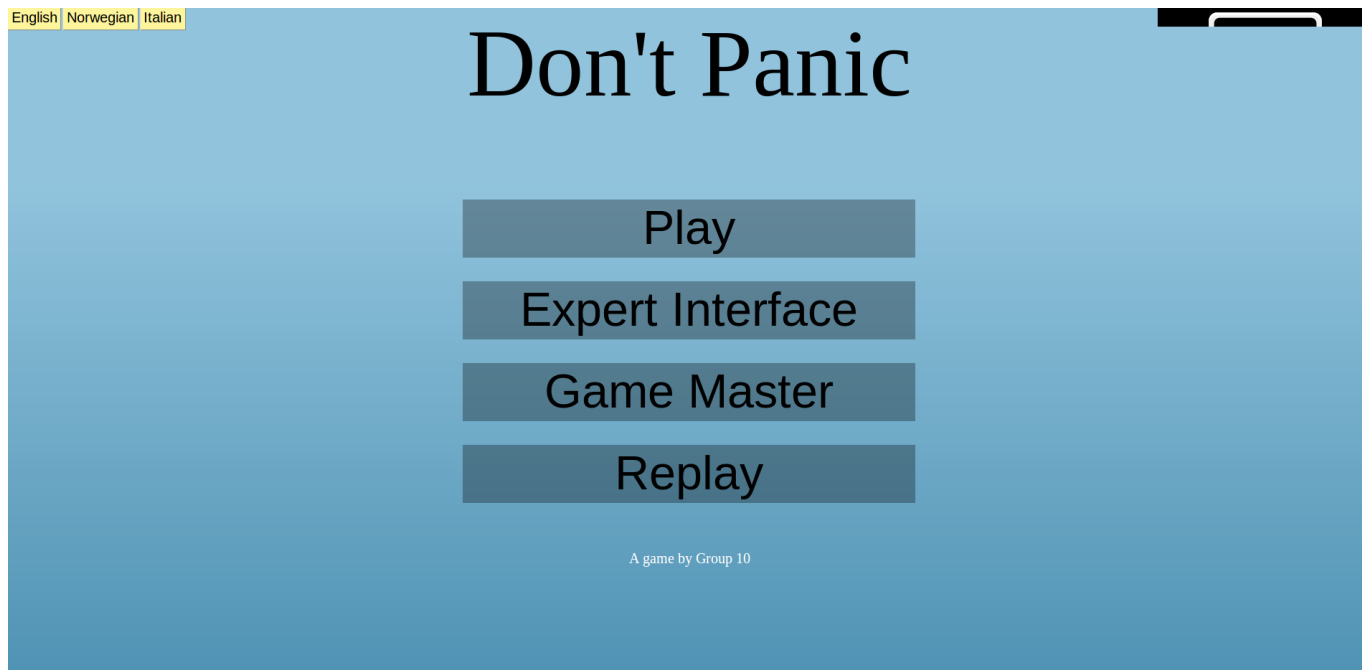 English Norwegian Italian
Don't Panic
Play
Expert Interface
Game Master
Replay
A game by Group 10